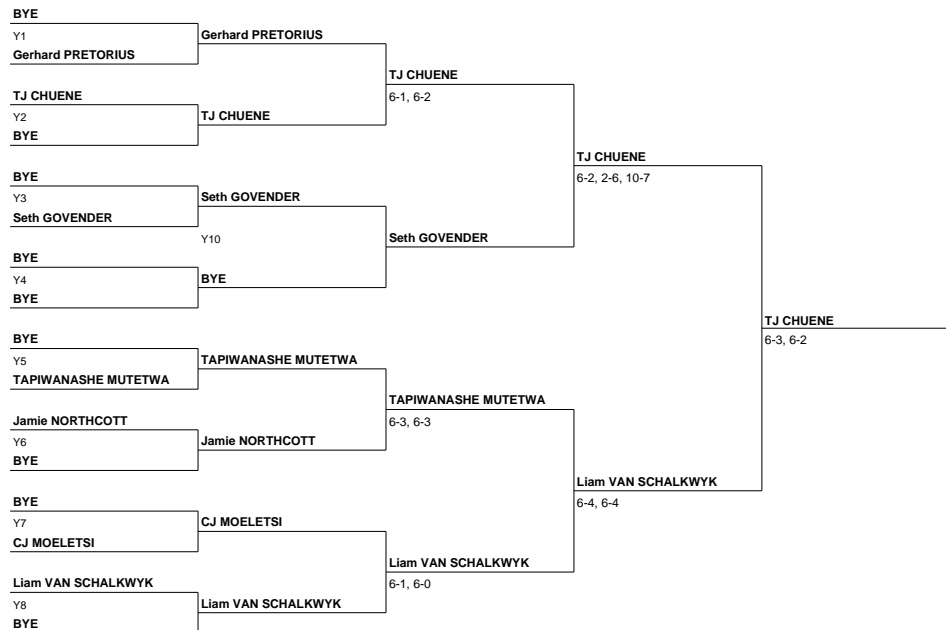 BYE
Y1
Gerhard PRETORIUS
TJ CHUENE
Y2
BYE
BYE
Y3
Seth GOVENDER
BYE
Y4
BYE
BYE
Y5
TAPIWANASHE MUTETWA
Jamie NORTHCOTT
Y6
BYE
BYE
Y7
CJ MOELETSI
Liam VAN SCHALKWYK
Y8
BYE
Gerhard PRETORIUS
TJ CHUENE
Seth GOVENDER
Y10
BYE
TAPIWANASHE MUTETWA
Jamie NORTHCOTT
CJ MOELETSI
Liam VAN SCHALKWYK
TJ CHUENE
6-1, 6-2
Seth GOVENDER
TAPIWANASHE MUTETWA
6-3, 6-3
Liam VAN SCHALKWYK
6-1, 6-0
TJ CHUENE
6-2, 2-6, 10-7
Liam VAN SCHALKWYK
6-4, 6-4
TJ CHUENE
6-3, 6-2